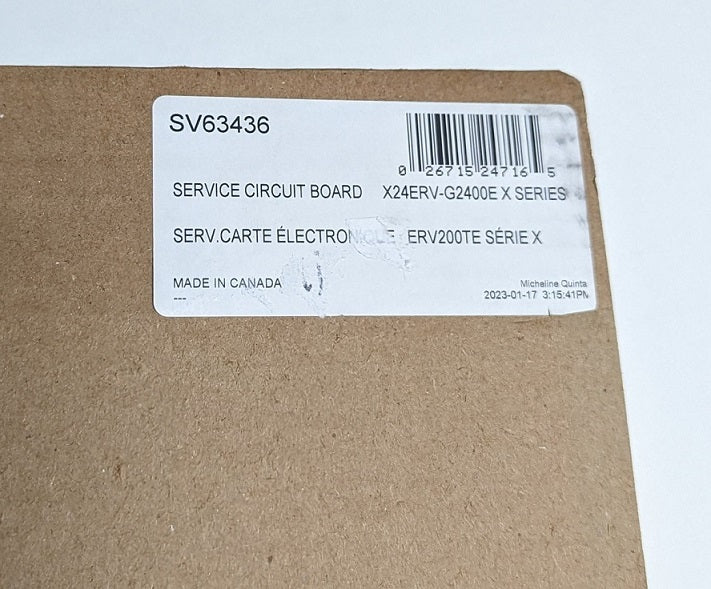 SV63436
0 26715 24716 5
SERVICE CIRCUIT BOARD X24ERV-G2400E X SERIES
SERV.CARTE ÉLECTRONIQUE ERV200TE SÉRIE X
MADE IN CANADA
---
Micheline Quinta
2023-01-17 3:15:41PM